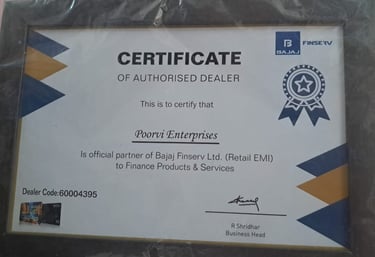 BAJAJ FINSERV
CERTIFICATE
OF AUTHORISED DEALER
This is to certify that
Poorvi Enterprises
Is official partner of Bajaj Finserv Ltd. (Retail EMI)
to Finance Products & Services
Dealer Code:60004395
R Shridhar
Business Head